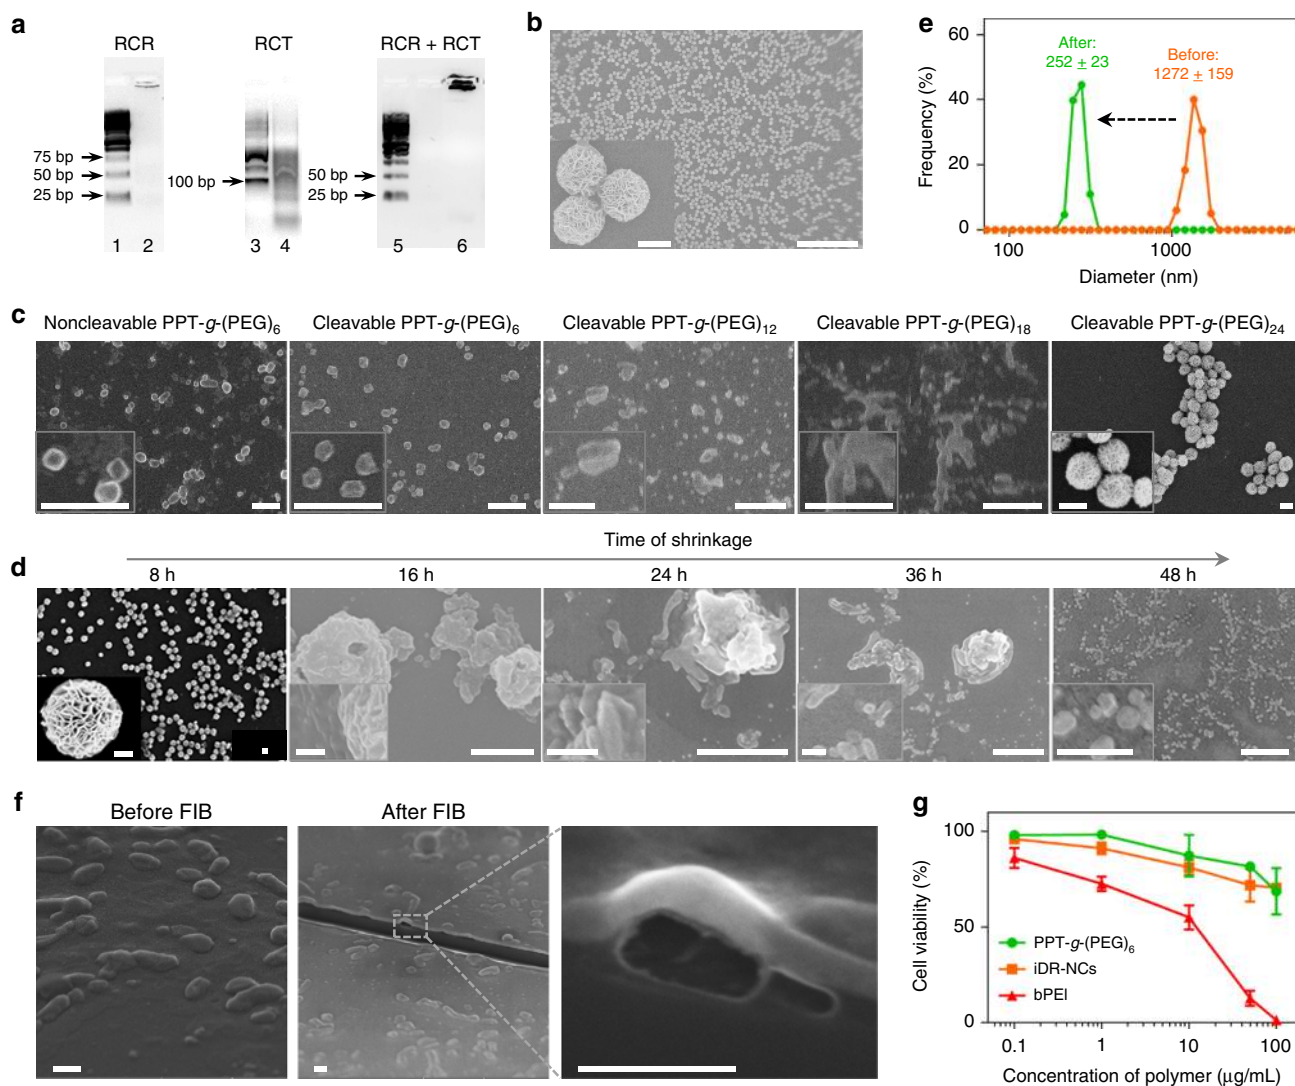 a
RCR
RCT
RCR + RCT
75 bp
50 bp
25 bp
100 bp
50 bp
25 bp
1 2
3 4
5 6
b
e
60
40
20
0
Frequency (%)
After:
252 ± 23
Before:
1272 ± 159
100 1000
Diameter (nm)
c
Noncleavable PPT-g-(PEG)6
Cleavable PPT-g-(PEG)6
Cleavable PPT-g-(PEG)12
Cleavable PPT-g-(PEG)18
Cleavable PPT-g-(PEG)24
Time of shrinkage
d
8 h
16 h
24 h
36 h
48 h
f
Before FIB
After FIB
g
100
50
0
Cell viability (%)
PPT-g-(PEG)6
iDR-NCs
bPEI
0.1 1 10 100
Concentration of polymer (μg/mL)